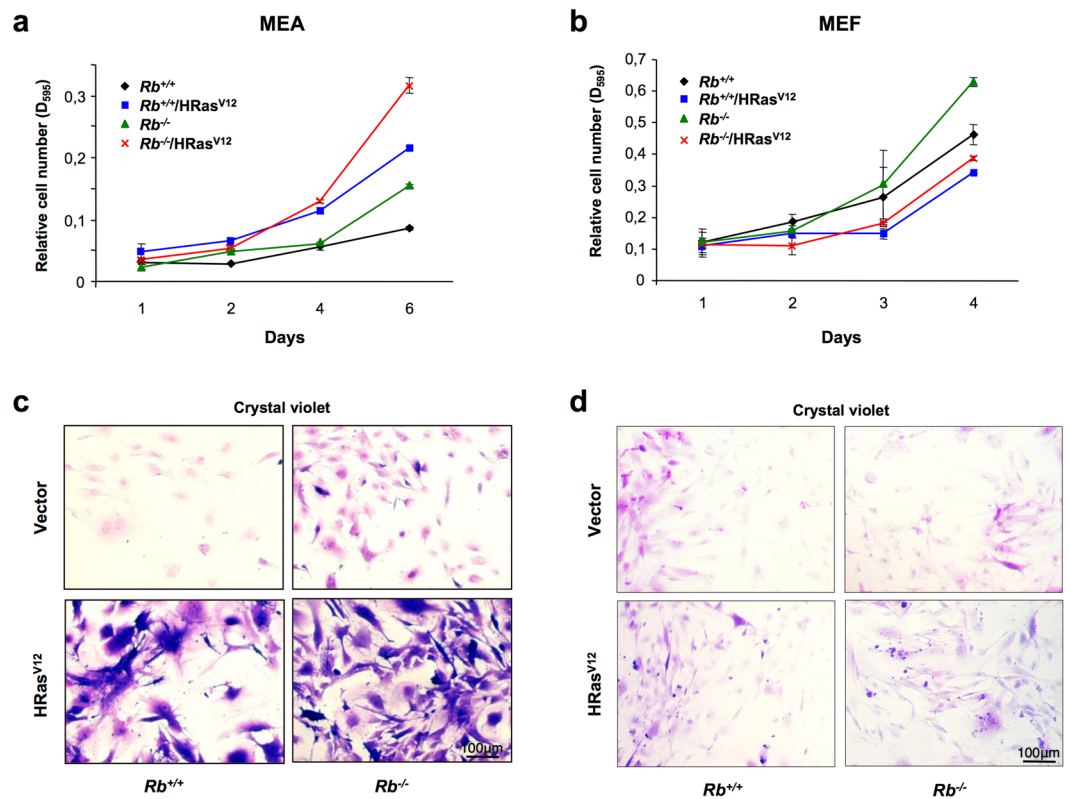 a
MEA
Relative cell number (D₅₉₅)
0,3
0,2
0,1
0
Rb⁺/⁺
Rb⁺/⁺/HRasⱽ¹²
Rb⁻/⁻
Rb⁻/⁻/HRasⱽ¹²
1 2 4 6
Days
b
MEF
Relative cell number (D₅₉₅)
0,7
0,6
0,5
0,4
0,3
0,2
0,1
0
Rb⁺/⁺
Rb⁺/⁺/HRasⱽ¹²
Rb⁻/⁻
Rb⁻/⁻/HRasⱽ¹²
1 2 3 4
Days
c
Crystal violet
Vector
HRasⱽ¹²
100µm
Rb⁺/⁺ Rb⁻/⁻
d
Crystal violet
Vector
HRasⱽ¹²
100µm
Rb⁺/⁺ Rb⁻/⁻